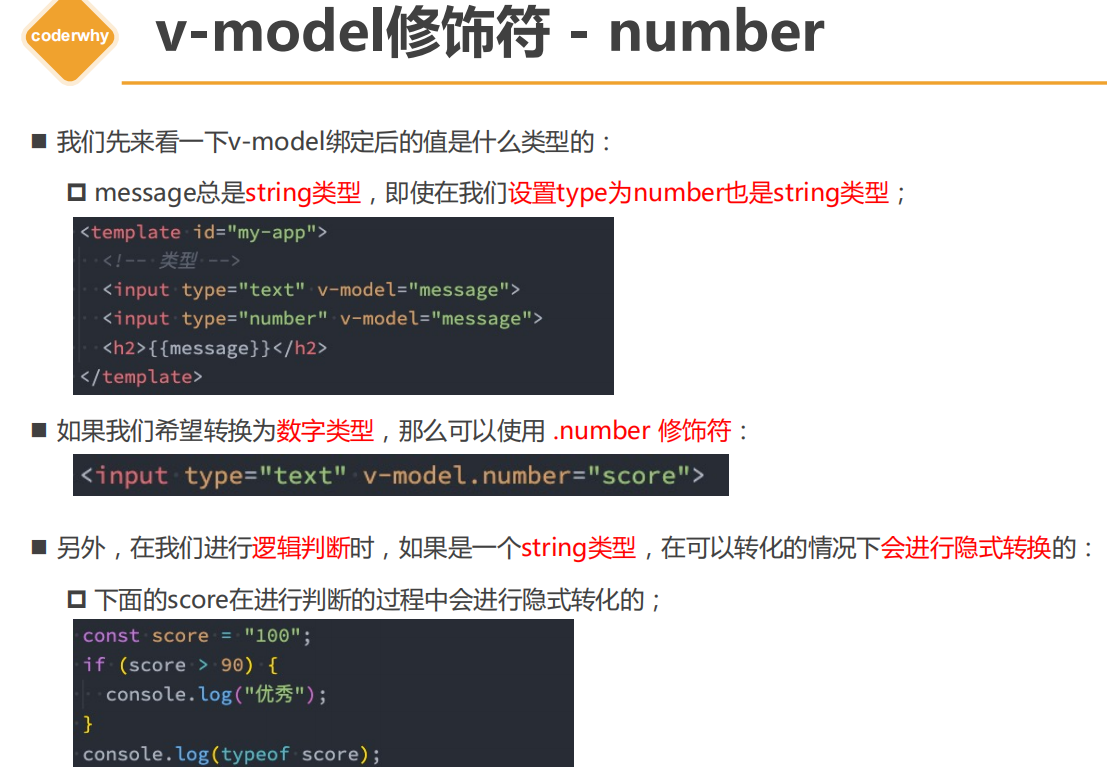 coderwhy
v-model修饰符 - number
我们先来看一下v-model绑定后的值是什么类型的：
message总是string类型，即使在我们设置type为number也是string类型；
<template id="my-app">
<!-- 类型 -->
<input type="text" v-model="message">
<input type="number" v-model="message">
<h2>{{message}}</h2>
</template>
如果我们希望转换为数字类型，那么可以使用 .number 修饰符：
<input type="text" v-model.number="score">
另外，在我们进行逻辑判断时，如果是一个string类型，在可以转化的情况下会进行隐式转换的：
下面的score在进行判断的过程中会进行隐式转化的；
const score = "100";
if (score > 90) {
console.log("优秀");
}
console.log(typeof score);